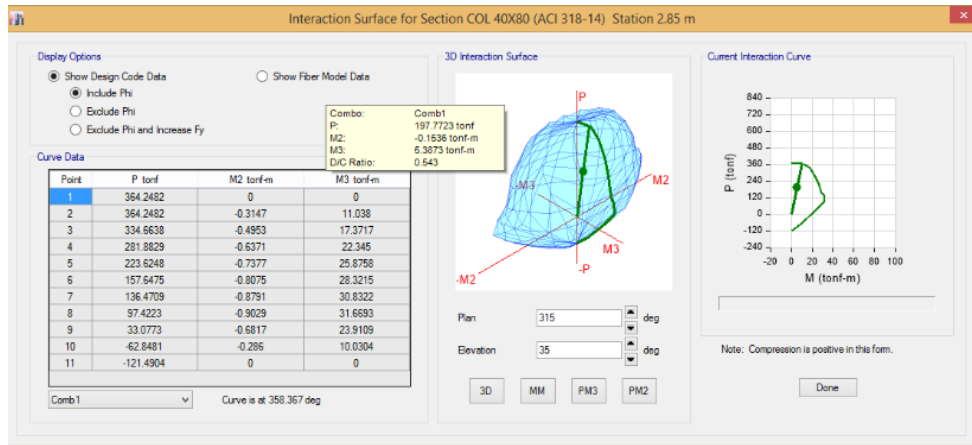 Interaction Surface for Section COL 40X80 (ACI 318-14) Station 2.85 m
x
Display Options
Show Design Code Data
Show Fiber Model Data
Include Phi
Exclude Phi
Exclude Phi and Increase Fy
Combo: Comb1
P: 197.7723 tonf
M2: -0.1536 tonf-m
M3: 5.3873 tonf-m
D/C Ratio: 0.543
Curve Data
Point P tonf M2 tonf-m M3 tonf-m
1 364.2482 0 0
2 364.2482 -0.3147 11.038
3 334.6638 -0.4953 17.3717
4 281.8829 -0.6371 22.345
5 223.6248 -0.7377 25.8758
6 157.6475 -0.8075 28.3215
7 136.4709 -0.8791 30.8322
8 97.4223 -0.9029 31.6693
9 33.0773 -0.6817 23.9109
10 -62.8481 -0.286 10.0304
11 -121.4904 0 0
Comb1
Curve is at 358.367 deg
3D Interaction Surface
P
-M3
M2
M3
-M2
-P
Plan 315 deg
Elevation 35 deg
3D MM PM3 PM2
Current Interaction Curve
840
720
600
480
360
240
120
0
-120
-240
P (tonf)
-20 0 20 40 60 80 100
M (tonf-m)
Note: Compression is positive in this form.
Done